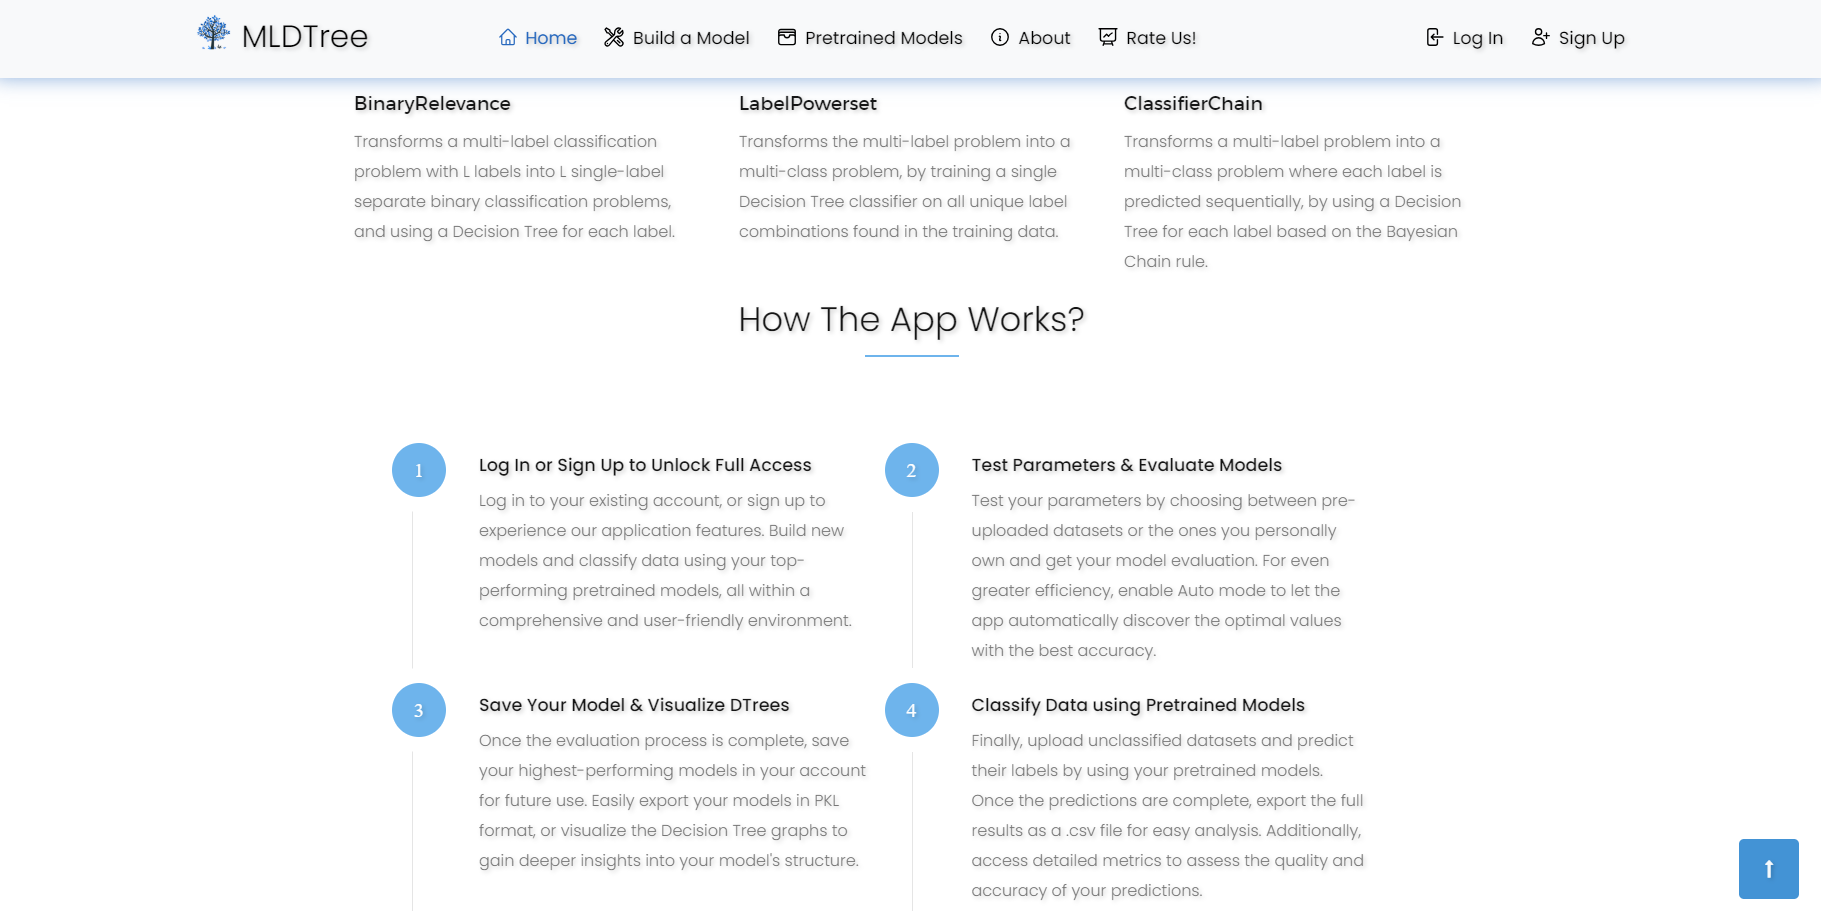 MLDTree
Home
Build a Model
Pretrained Models
About
Rate Us!
Log In
Sign Up
BinaryRelevance
Transforms a multi-label classification
problem with L labels into L single-label
separate binary classification problems,
and using a Decision Tree for each label.
LabelPowerset
Transforms the multi-label problem into a
multi-class problem, by training a single
Decision Tree classifier on all unique label
combinations found in the training data.
ClassifierChain
Transforms a multi-label problem into a
multi-class problem where each label is
predicted sequentially, by using a Decision
Tree for each label based on the Bayesian
Chain rule.
How The App Works?
1
Log In or Sign Up to Unlock Full Access
Log in to your existing account, or sign up to
experience our application features. Build new
models and classify data using your top-
performing pretrained models, all within a
comprehensive and user-friendly environment.
2
Test Parameters & Evaluate Models
Test your parameters by choosing between pre-
uploaded datasets or the ones you personally
own and get your model evaluation. For even
greater efficiency, enable Auto mode to let the
app automatically discover the optimal values
with the best accuracy.
3
Save Your Model & Visualize DTrees
Once the evaluation process is complete, save
your highest-performing models in your account
for future use. Easily export your models in PKL
format, or visualize the Decision Tree graphs to
gain deeper insights into your model's structure.
4
Classify Data using Pretrained Models
Finally, upload unclassified datasets and predict
their labels by using your pretrained models.
Once the predictions are complete, export the full
results as a .csv file for easy analysis. Additionally,
access detailed metrics to assess the quality and
accuracy of your predictions.